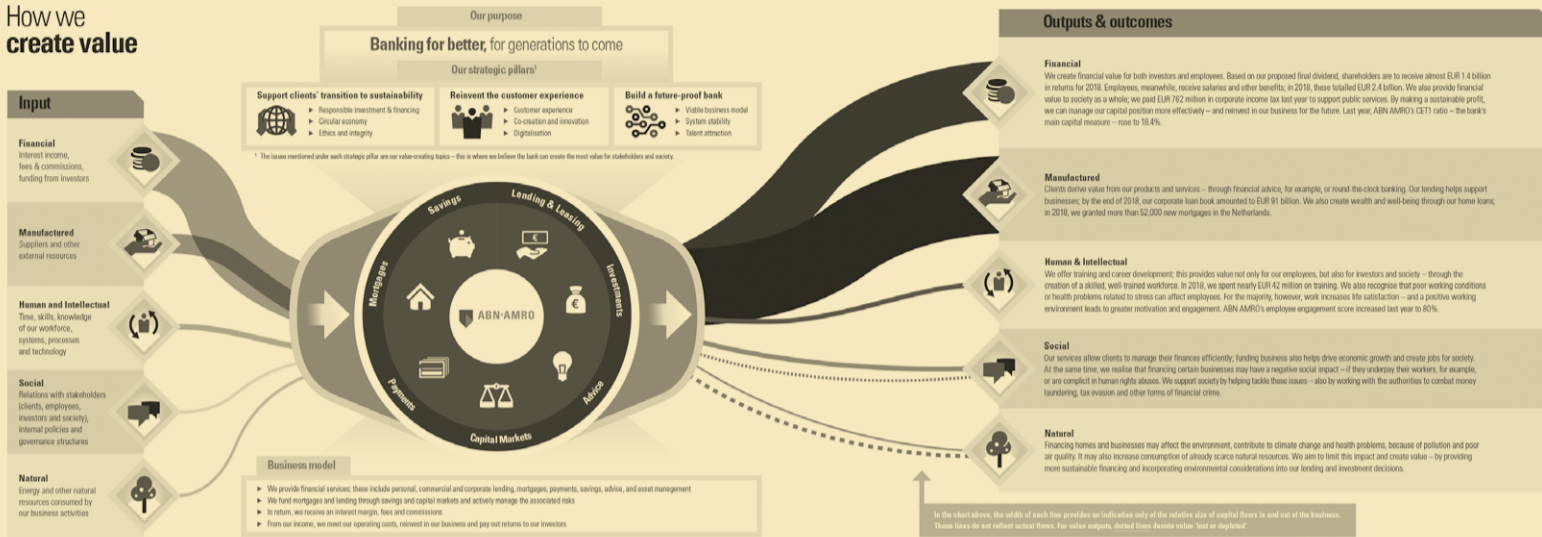 How we
create value
Our purpose
Banking for better, for generations to come
Our strategic pillars¹
Support clients' transition to sustainability
► Responsible investment & financing
► Circular economy
► Ethics and integrity
Reinvent the customer experience
► Customer experience
► Co-creation and innovation
► Digitalisation
Build a future-proof bank
► Viable business model
► System stability
► Talent attraction
¹ The issues mentioned under each strategic pillar are our value-creating topics – this is where we believe the bank can create the most value for stakeholders and society.
Input
Financial
Interest income,
fees & commissions,
funding from investors
Manufactured
Suppliers and other
external resources
Human and Intellectual
Time, skills, knowledge
of our workforce,
systems, processes
and technology
Social
Relations with stakeholders
(clients, employees,
investors and society),
internal policies and
governance structures
Natural
Energy and other natural
resources consumed by
our business activities
Savings
Lending & Leasing
Investments
Advice
Capital Markets
Payments
Mortgages
€
€
ABN·AMRO
Business model
► We provide financial services; these include personal, commercial and corporate lending, mortgages, payments, savings, advice, and asset management
► We fund mortgages and lending through savings and capital markets and actively manage the associated risks
► In return, we receive an interest margin, fees and commissions
► From our income, we meet our operating costs, reinvest in our business and pay out returns to our investors
Outputs & outcomes
Financial
We create financial value for both investors and employees. Based on our proposed final dividend, shareholders are to receive almost EUR 1.4 billion
in returns for 2018. Employees, meanwhile, receive salaries and other benefits; in 2018, these totalled EUR 2.4 billion. We also provide financial
value to society as a whole; we paid EUR 762 million in corporate income tax last year to support public services. By making a sustainable profit,
we can manage our capital position more effectively – and reinvest in our business for the future. Last year, ABN AMRO's CET1 ratio – the bank's
main capital measure – rose to 18.4%.
Manufactured
Clients derive value from our products and services – through financial advice, for example, or round-the-clock banking. Our lending helps support
businesses; by the end of 2018, our corporate loan book amounted to EUR 91 billion. We also create wealth and well-being through our home loans;
in 2018, we granted more than 52,000 new mortgages in the Netherlands.
Human & Intellectual
We offer training and career development; this provides value not only for our employees, but also for investors and society – through the
creation of a skilled, well-trained workforce. In 2018, we spent nearly EUR 42 million on training. We also recognise that poor working conditions
or health problems related to stress can affect employees. For the majority, however, work increases life satisfaction – and a positive working
environment leads to greater motivation and engagement. ABN AMRO's employee engagement score increased last year to 80%.
Social
Our services allow clients to manage their finances efficiently; funding business also helps drive economic growth and create jobs for society.
At the same time, we realise that financing certain businesses may have a negative social impact – if they underpay their workers, for example,
or are complicit in human rights abuses. We support society by helping tackle these issues – also by working with the authorities to combat money
laundering, tax evasion and other forms of financial crime.
Natural
Financing homes and businesses may affect the environment, contribute to climate change and health problems, because of pollution and poor
air quality. It may also increase consumption of already scarce natural resources. We aim to limit this impact and create value – by providing
more sustainable financing and incorporating environmental considerations into our lending and investment decisions.
In the chart above, the width of each line provides an indication only of the relative size of capital flows in and out of the business.
These lines do not reflect actual flows. For value outputs, dotted lines denote value 'lost or depleted'